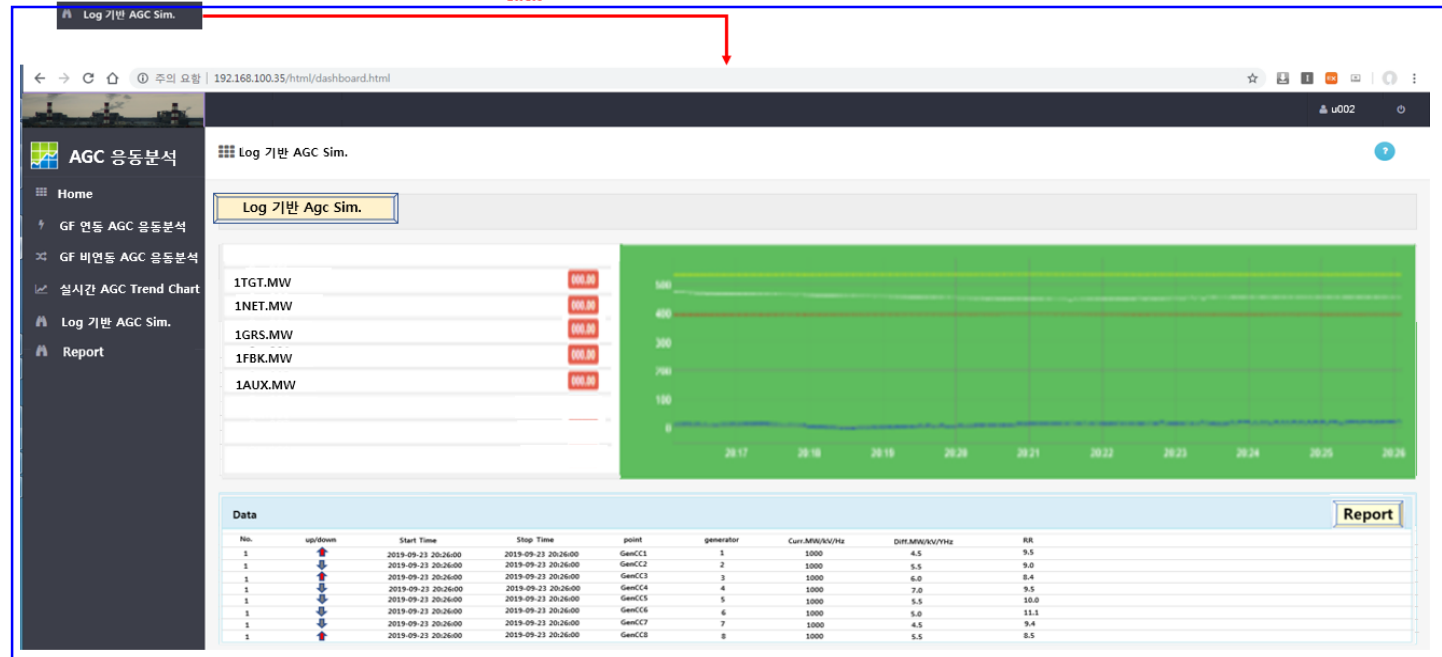 Log 기반 AGC Sim.
주의 요함 | 192.168.100.35/html/dashboard.html
u002
AGC 응동분석
Log 기반 AGC Sim.
?
Home
GF 연동 AGC 응동분석
GF 비연동 AGC 응동분석
실시간 AGC Trend Chart
Log 기반 AGC Sim.
Report
Log 기반 Agc Sim.
1TGT.MW 000.00
1NET.MW 000.00
1GRS.MW 000.00
1FBK.MW 000.00
1AUX.MW 000.00
500
400
300
100
0
20:17 20:18 20:19 20:20 20:21 20:22 20:23 20:24 20:25 20:26
Data
Report
No. up/down Start Time Stop Time point generator Curr.MW/kV/Hz Diff.MW/kV/YHz RR
1 2019-09-23 20:26:00 2019-09-23 20:26:00 GenCC1 1 1000 4.5 9.5
1 2019-09-23 20:26:00 2019-09-23 20:26:00 GenCC2 2 1000 5.5 9.0
1 2019-09-23 20:26:00 2019-09-23 20:26:00 GenCC3 3 1000 6.0 8.4
1 2019-09-23 20:26:00 2019-09-23 20:26:00 GenCC4 4 1000 7.0 9.5
1 2019-09-23 20:26:00 2019-09-23 20:26:00 GenCC5 5 1000 5.5 10.0
1 2019-09-23 20:26:00 2019-09-23 20:26:00 GenCC6 6 1000 5.0 11.1
1 2019-09-23 20:26:00 2019-09-23 20:26:00 GenCC7 7 1000 4.5 9.4
1 2019-09-23 20:26:00 2019-09-23 20:26:00 GenCC8 8 1000 5.5 8.5